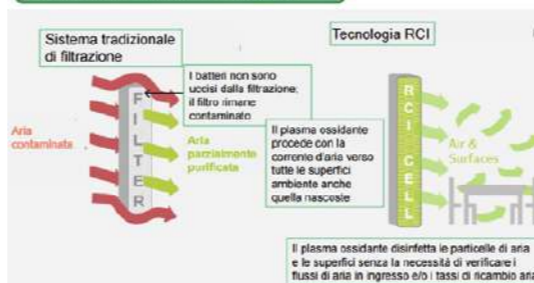 Sistema tradizionale
di filtrazione
Tecnologia RCI
I batteri non sono
uccisi dalla filtrazione;
il filtro rimane
contaminato
FILTER
Aria
contaminata
Aria
parzialmente
purificata
Il plasma ossidante
procede con la
corrente d'aria verso
tutte le superfici
ambiente anche
quella nascoste
RCI CELL
Air &
Surfaces
Il plasma ossidante disinfetta le particelle di aria
e le superfici senza la necessità di verificare i
flussi di aria in ingresso e/o i tassi di ricambio aria